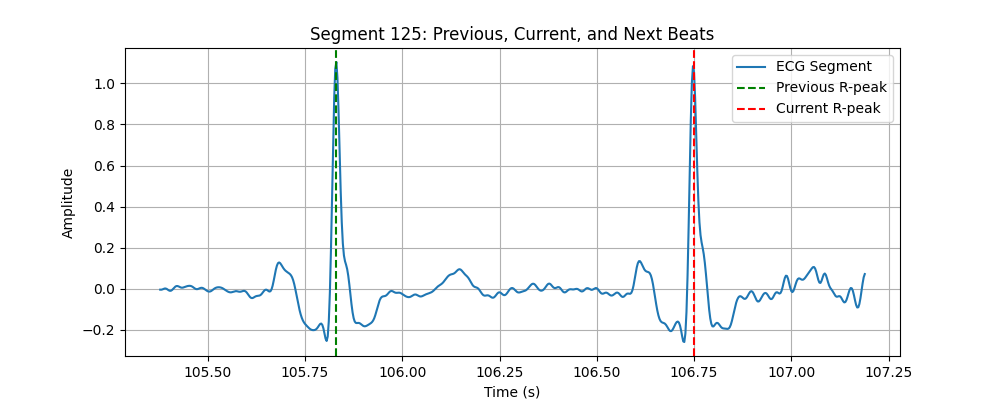 Segment 125: Previous, Current, and Next Beats
ECG Segment
Previous R-peak
Current R-peak
Amplitude
1.0
0.8
0.6
0.4
0.2
0.0
−0.2
105.50 105.75 106.00 106.25 106.50 106.75 107.00 107.25
Time (s)